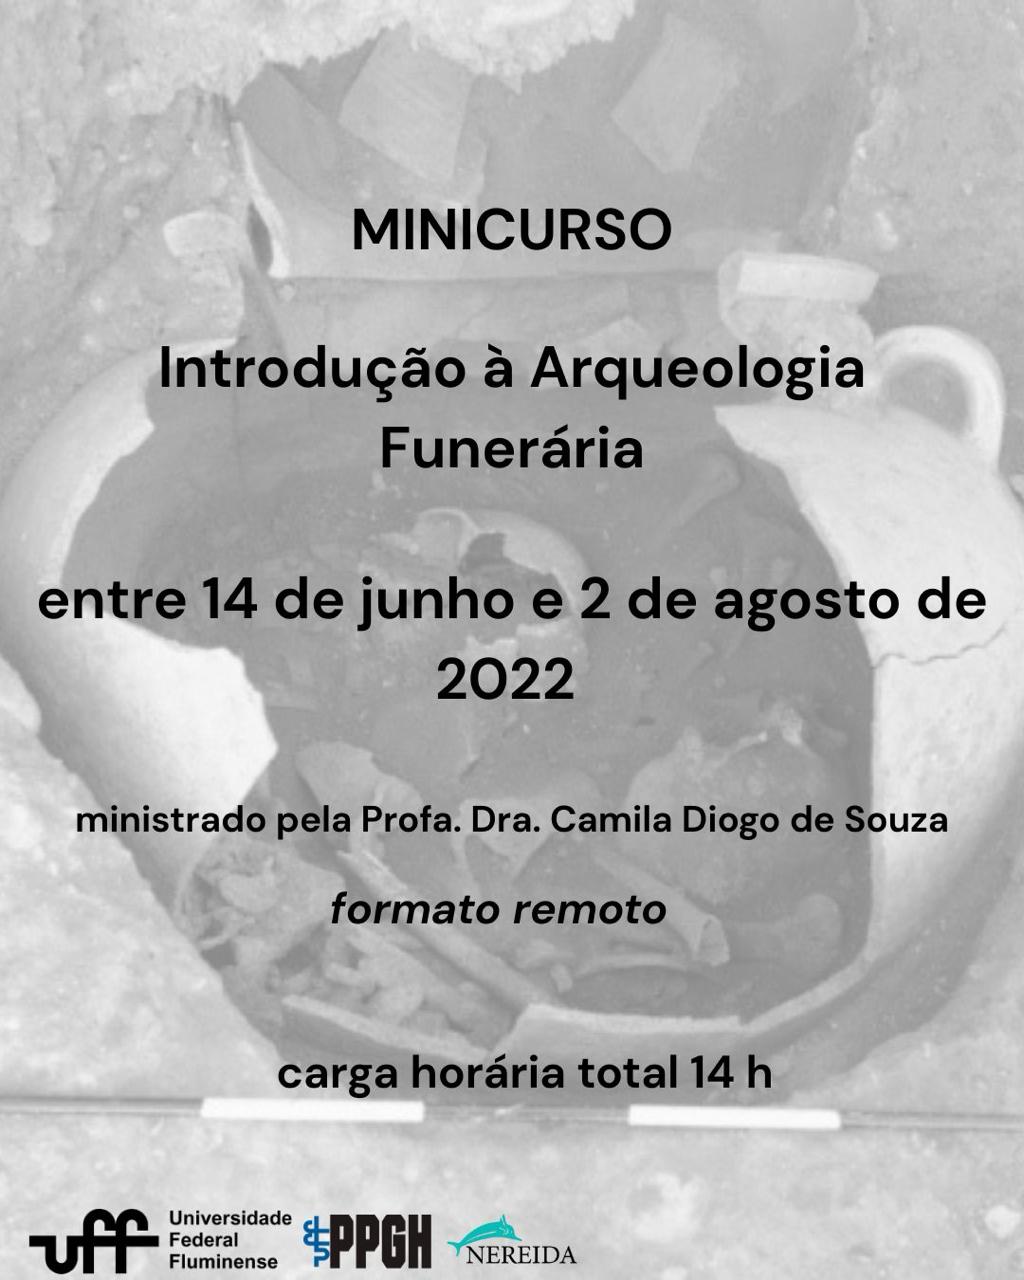 MINICURSO
Introdução à Arqueologia
Funerária
entre 14 de junho e 2 de agosto de
2022
ministrado pela Profa. Dra. Camila Diogo de Souza
formato remoto
carga horária total 14 h
uff
Universidade
Federal
Fluminense
PPGH
NEREIDA